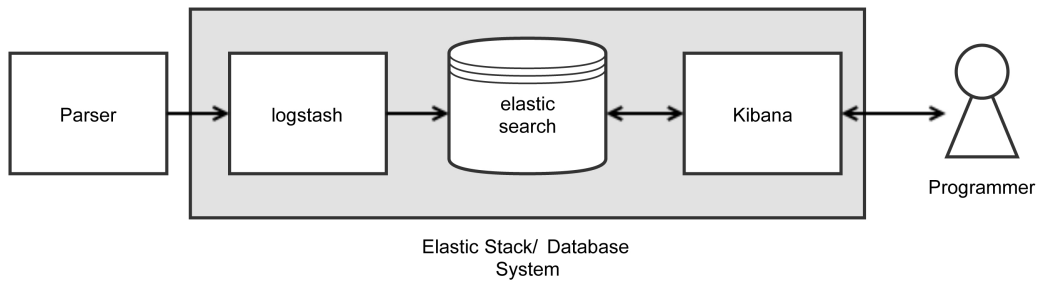 Parser
logstash
elastic
search
Kibana
Programmer
Elastic Stack/ Database
System